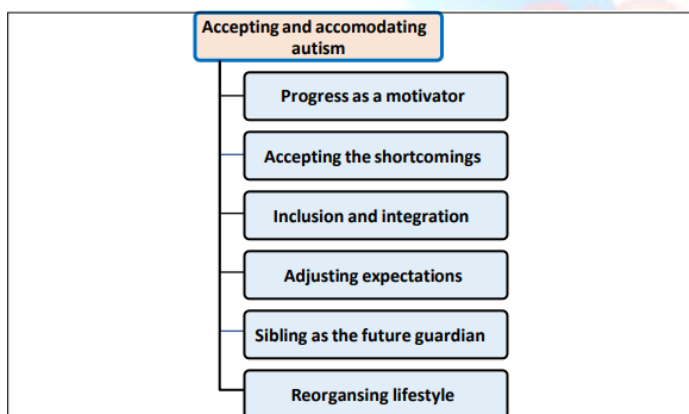 Accepting and accomodating
autism
Progress as a motivator
Accepting the shortcomings
Inclusion and integration
Adjusting expectations
Sibling as the future guardian
Reorgansing lifestyle